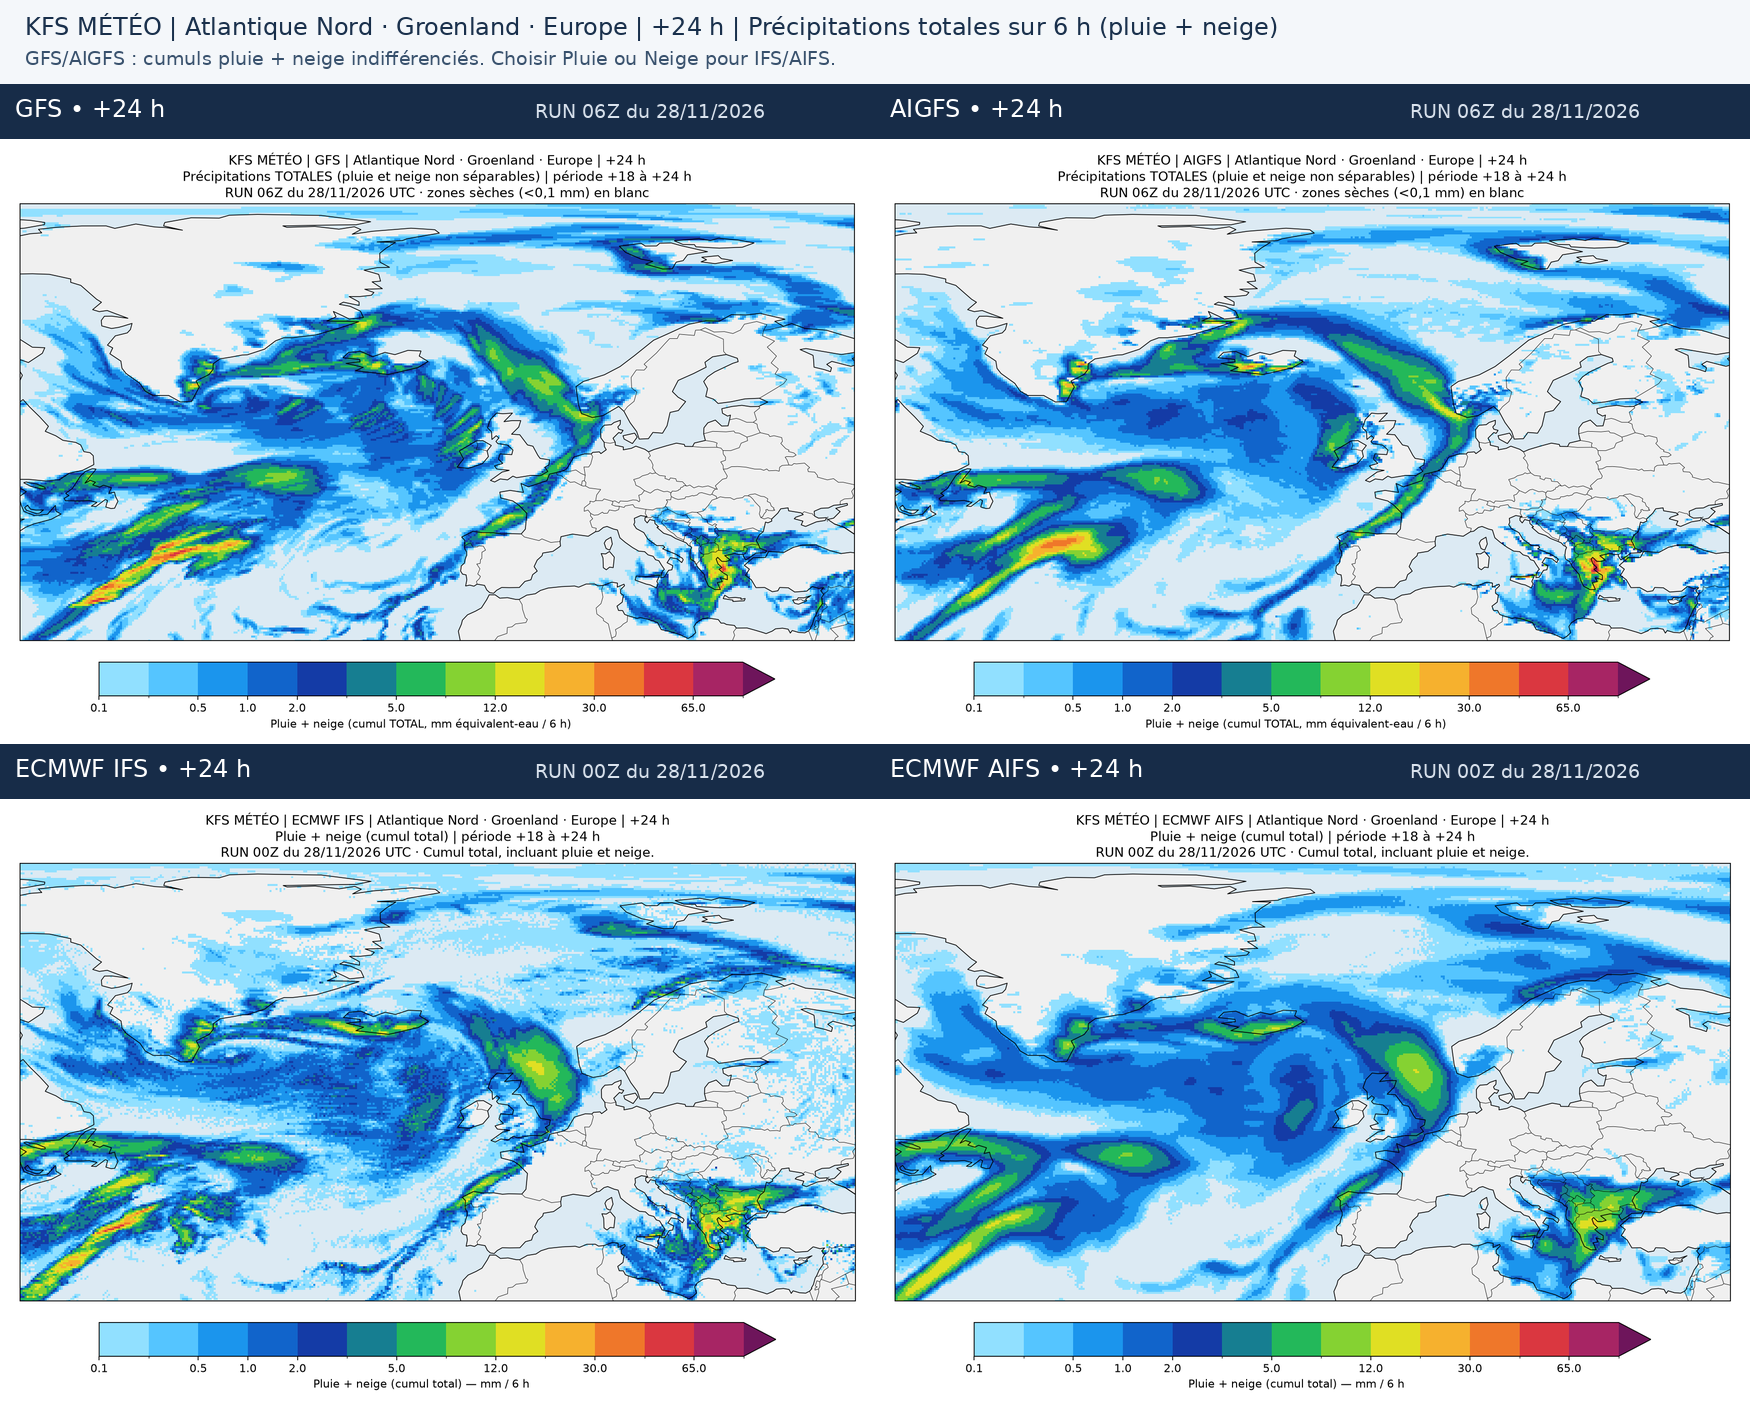 KFS MÉTÉO | Atlantique Nord · Groenland · Europe | +24 h | Précipitations totales sur 6 h (pluie + neige)
GFS/AIGFS : cumuls pluie + neige indifférenciés. Choisir Pluie ou Neige pour IFS/AIFS.
GFS • +24 h
RUN 06Z du 28/11/2026
AIGFS • +24 h
RUN 06Z du 28/11/2026
KFS MÉTÉO | GFS | Atlantique Nord · Groenland · Europe | +24 h
Précipitations TOTALES (pluie et neige non séparables) | période +18 à +24 h
RUN 06Z du 28/11/2026 UTC · zones sèches (<0,1 mm) en blanc
0.1 0.5 1.0 2.0 5.0 12.0 30.0 65.0
Pluie + neige (cumul TOTAL, mm équivalent-eau / 6 h)
KFS MÉTÉO | AIGFS | Atlantique Nord · Groenland · Europe | +24 h
Précipitations TOTALES (pluie et neige non séparables) | période +18 à +24 h
RUN 06Z du 28/11/2026 UTC · zones sèches (<0,1 mm) en blanc
0.1 0.5 1.0 2.0 5.0 12.0 30.0 65.0
Pluie + neige (cumul TOTAL, mm équivalent-eau / 6 h)
ECMWF IFS • +24 h
RUN 00Z du 28/11/2026
ECMWF AIFS • +24 h
RUN 00Z du 28/11/2026
KFS MÉTÉO | ECMWF IFS | Atlantique Nord · Groenland · Europe | +24 h
Pluie + neige (cumul total) | période +18 à +24 h
RUN 00Z du 28/11/2026 UTC · Cumul total, incluant pluie et neige.
0.1 0.5 1.0 2.0 5.0 12.0 30.0 65.0
Pluie + neige (cumul total) — mm / 6 h
KFS MÉTÉO | ECMWF AIFS | Atlantique Nord · Groenland · Europe | +24 h
Pluie + neige (cumul total) | période +18 à +24 h
RUN 00Z du 28/11/2026 UTC · Cumul total, incluant pluie et neige.
0.1 0.5 1.0 2.0 5.0 12.0 30.0 65.0
Pluie + neige (cumul total) — mm / 6 h